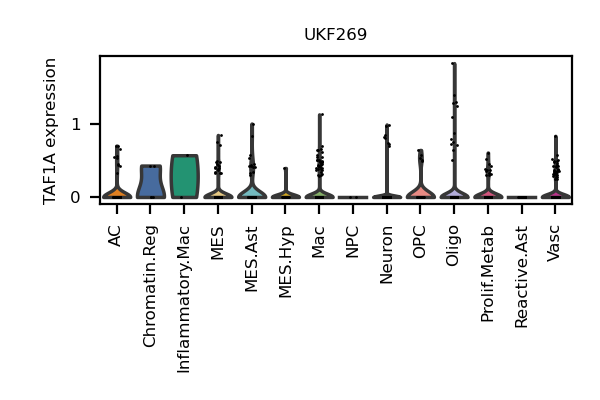 UKF269
TAF1A expression
1
0
AC
Chromatin.Reg
Inflammatory.Mac
MES
MES.Ast
MES.Hyp
Mac
NPC
Neuron
OPC
Oligo
Prolif.Metab
Reactive.Ast
Vasc